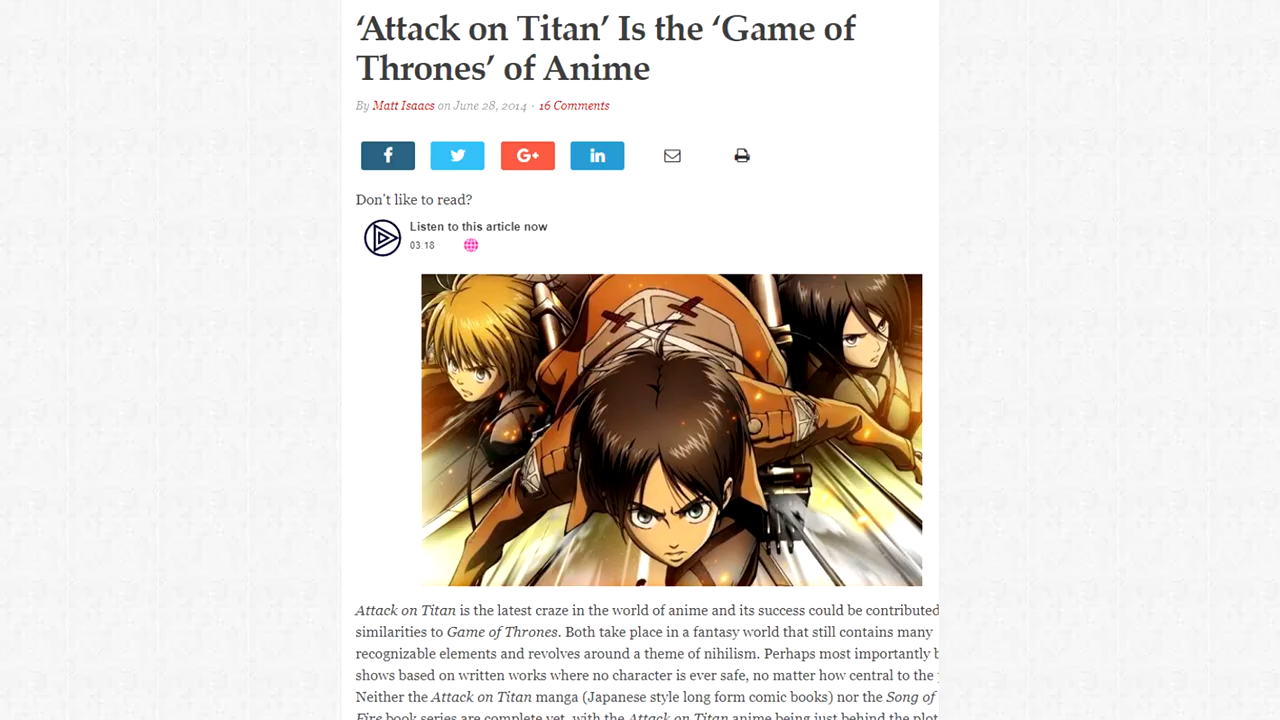 ‘Attack on Titan’ Is the ‘Game of
Thrones’ of Anime
By Matt Isaacs on June 28, 2014 · 16 Comments
f G+ in
Don't like to read?
Listen to this article now
03:18
Attack on Titan is the latest craze in the world of anime and its success could be contributed
similarities to Game of Thrones. Both take place in a fantasy world that still contains many
recognizable elements and revolves around a theme of nihilism. Perhaps most importantly b
shows based on written works where no character is ever safe, no matter how central to the
Neither the Attack on Titan manga (Japanese style long form comic books) nor the Song of
Fire book series are complete yet, with the Attack on Titan anime being just behind the plot